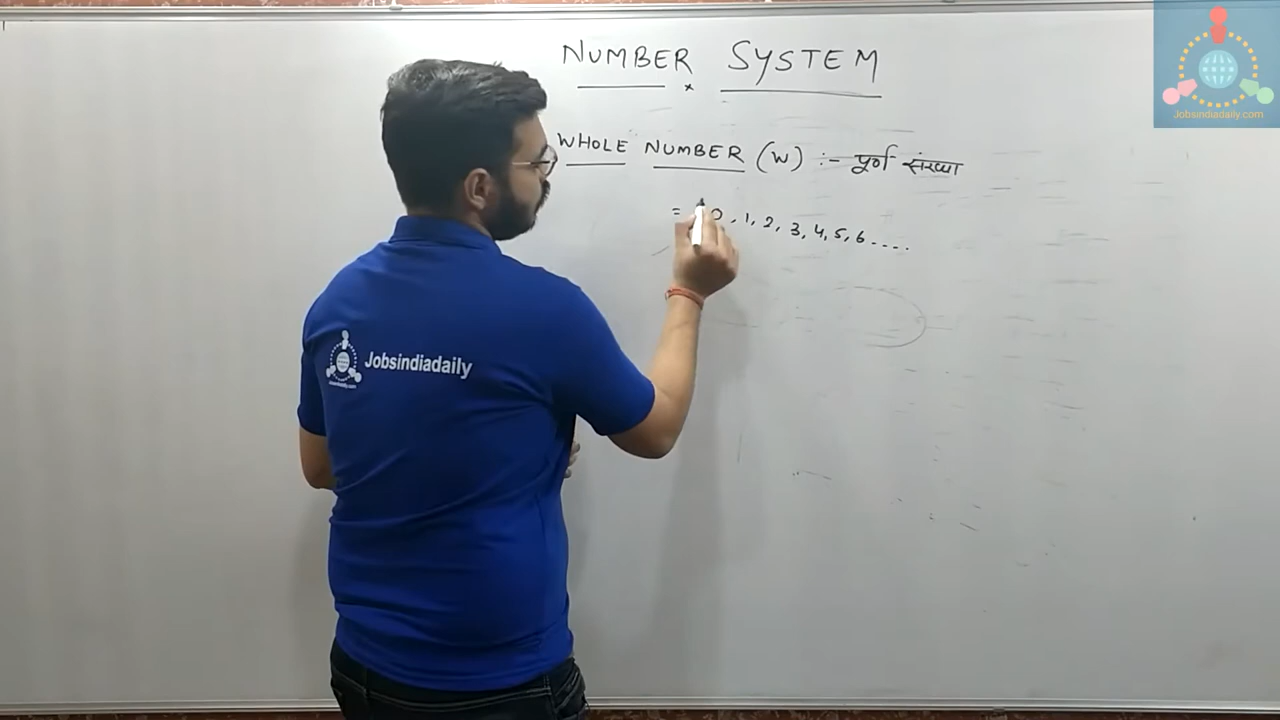 NUMBER SYSTEM
WHOLE NUMBER (W) :- पूर्ण संख्या
= 0, 1, 2, 3, 4, 5, 6 ....
Jobsindiadaily
Jobsindiadaily.com